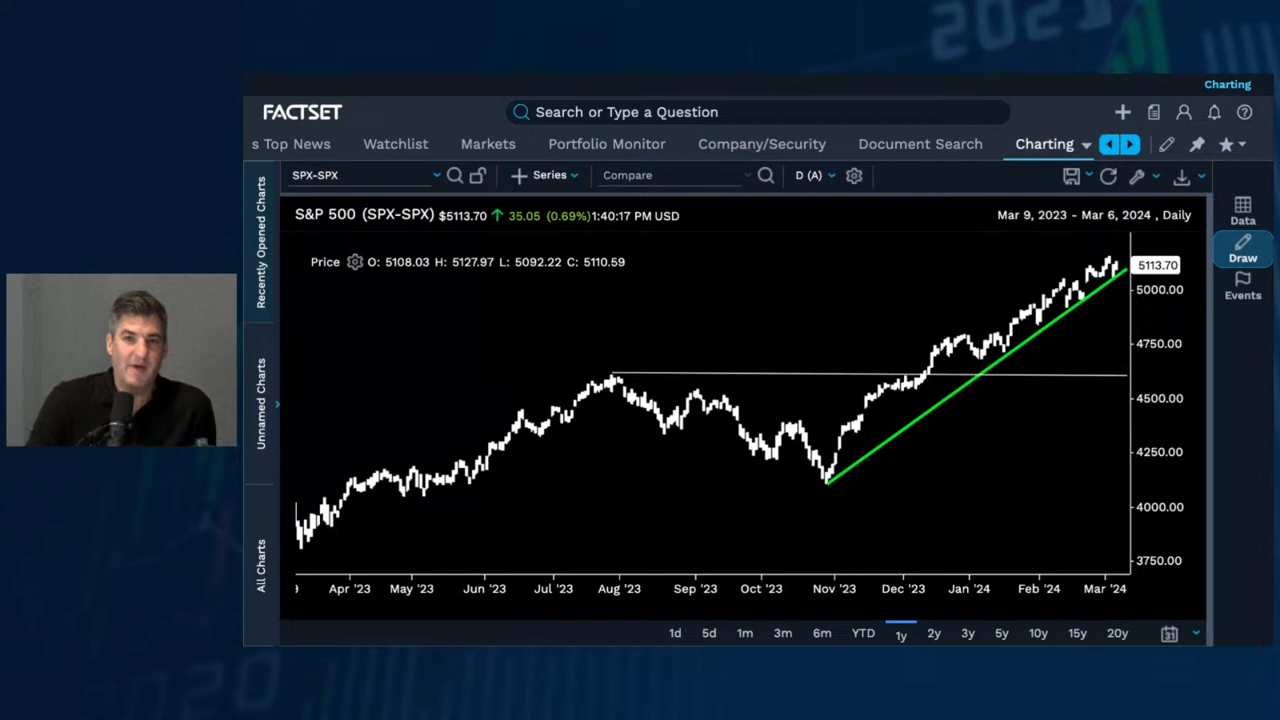 2021
Charting
FACTSET
Search or Type a Question
s Top News
Watchlist
Markets
Portfolio Monitor
Company/Security
Document Search
Charting
SPX-SPX
Series
Compare
D (A)
Recently Opened Charts
Unnamed Charts
All Charts
S&P 500 (SPX-SPX) $5113.70 35.05 (0.69%) 1:40:17 PM USD
Mar 9, 2023 - Mar 6, 2024 , Daily
Price O: 5108.03 H: 5127.97 L: 5092.22 C: 5110.59
5113.70
5000.00
4750.00
4500.00
4250.00
4000.00
3750.00
9 Apr '23 May '23 Jun '23 Jul '23 Aug '23 Sep '23 Oct '23 Nov '23 Dec '23 Jan '24 Feb '24 Mar '24
1d 5d 1m 3m 6m YTD 1y 2y 3y 5y 10y 15y 20y
31
Data
Draw
Events
2020